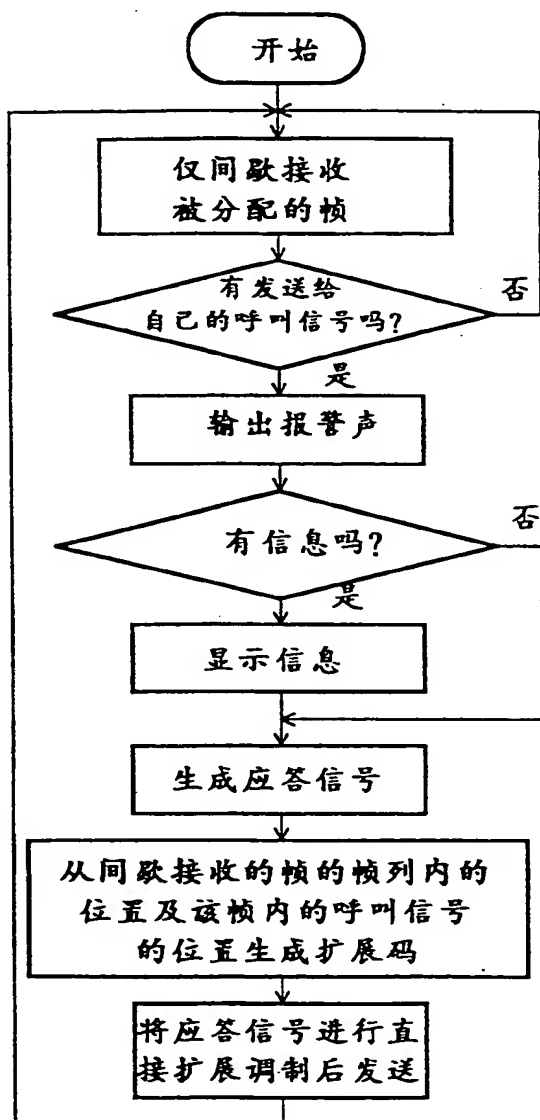 开始
仅间歇接收
被分配的帧
有发送给
自己的呼叫信号吗?
否
是
输出报警声
有信息吗?
否
是
显示信息
生成应答信号
从间歇接收的帧的帧列内的
位置及该帧内的呼叫信号
的位置生成扩展码
将应答信号进行直
接扩展调制后发送